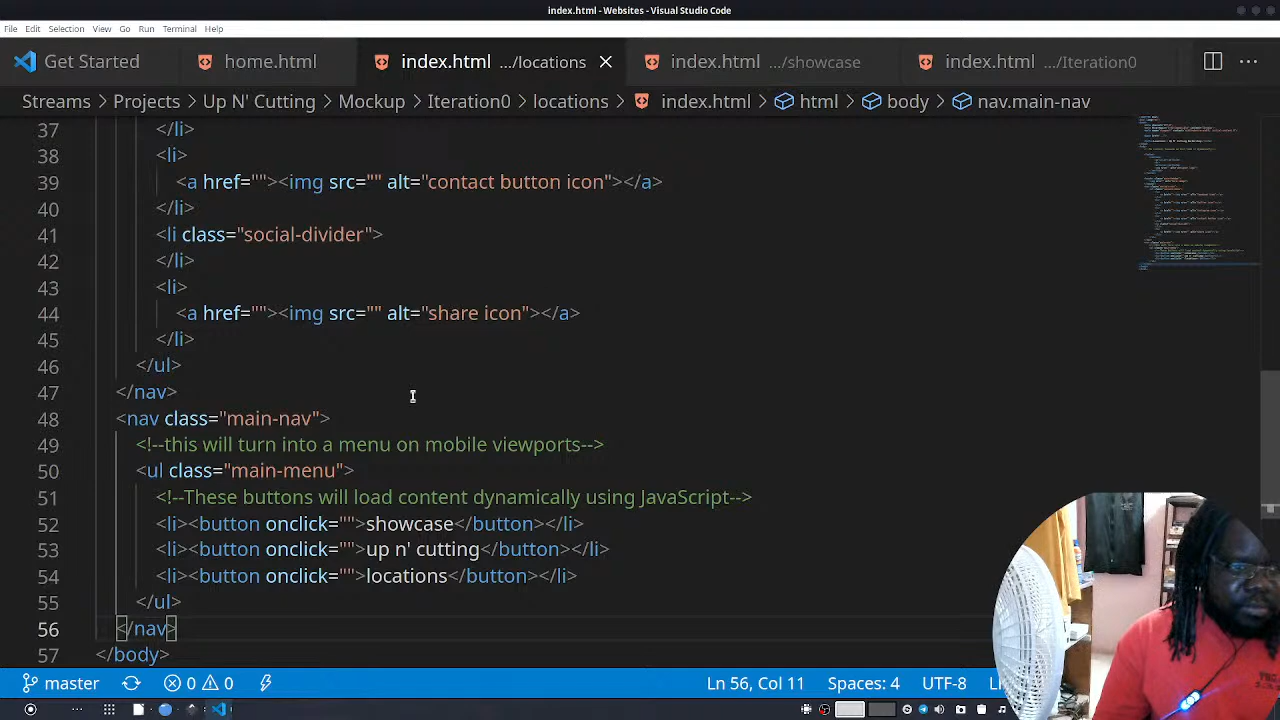 index.html - Websites - Visual Studio Code
File Edit Selection View Go Run Terminal Help
Get Started home.html index.html .../locations index.html .../showcase index.html .../Iteration0
Streams > Projects > Up N' Cutting > Mockup > Iteration0 > locations > index.html > html > body > nav.main-nav
37 </li>
38 <li>
39 <a href=""><img src="" alt="contact button icon"></a>
40 </li>
41 <li class="social-divider">
42 </li>
43 <li>
44 <a href=""><img src="" alt="share icon"></a>
45 </li>
46 </ul>
47 </nav>
48 <nav class="main-nav">
49 <!--this will turn into a menu on mobile viewports-->
50 <ul class="main-menu">
51 <!--These buttons will load content dynamically using JavaScript-->
52 <li><button onclick="">showcase</button></li>
53 <li><button onclick="">up n' cutting</button></li>
54 <li><button onclick="">locations</button></li>
55 </ul>
56 </nav>
57 </body>
master 0 0 Ln 56, Col 11 Spaces: 4 UTF-8